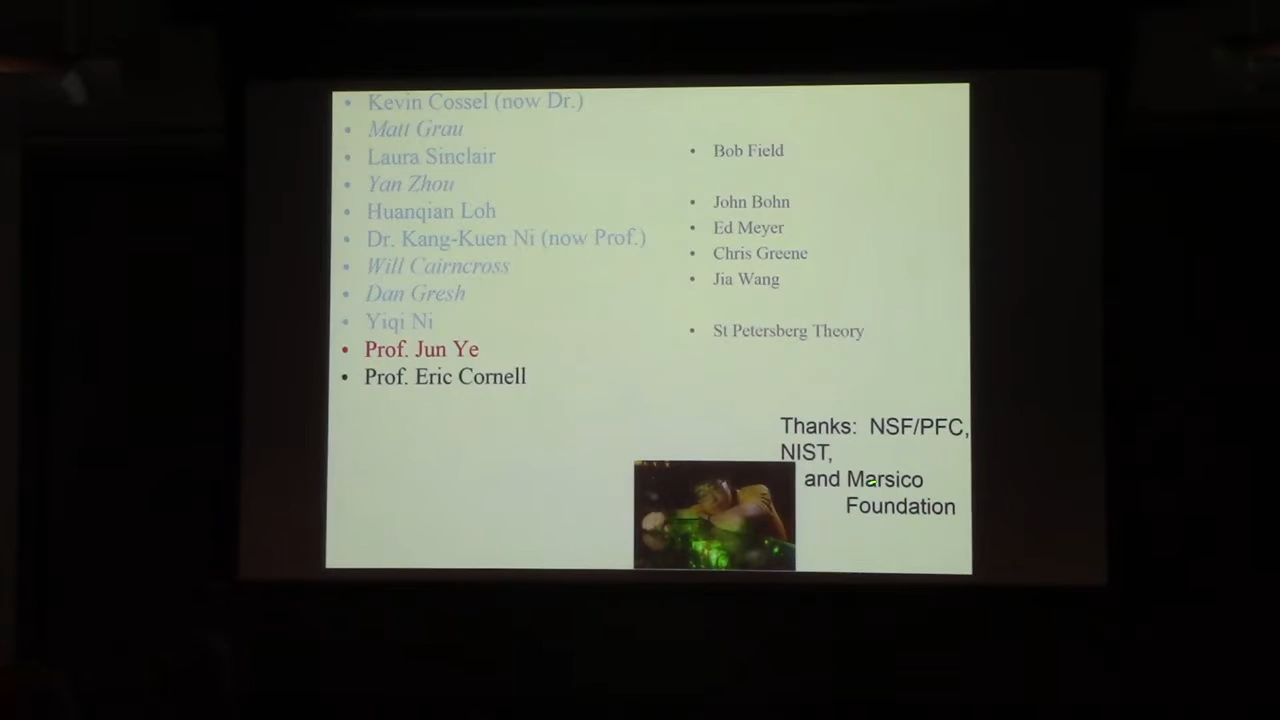 • Kevin Cossel (now Dr.)
• Matt Grau
• Laura Sinclair
• Yan Zhou
• Huanqian Loh
• Dr. Kang-Kuen Ni (now Prof.)
• Will Cairncross
• Dan Gresh
• Yiqi Ni
• Prof. Jun Ye
• Prof. Eric Cornell
• Bob Field
• John Bohn
• Ed Meyer
• Chris Greene
• Jia Wang
• St Petersberg Theory
Thanks: NSF/PFC,
NIST,
and Marsico
Foundation